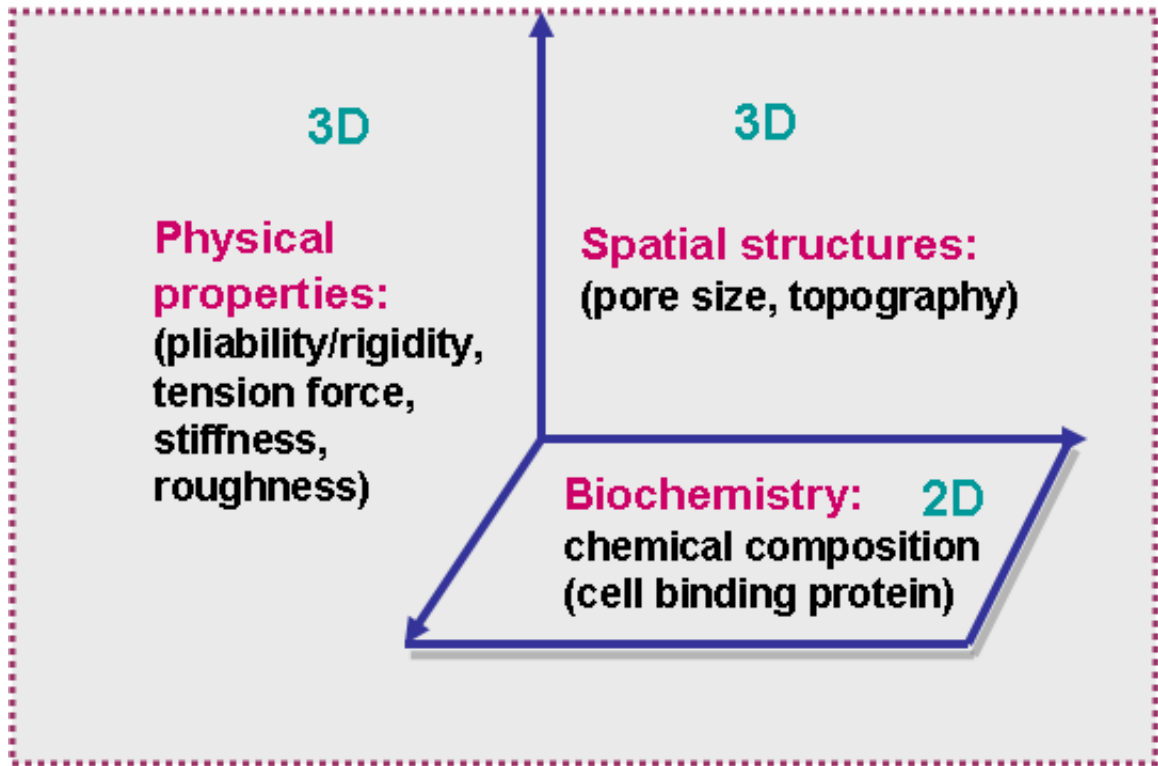 3D
Physical
properties:
(pliability/rigidity,
tension force,
stiffness,
roughness)
3D
Spatial structures:
(pore size, topography)
Biochemistry: 2D
chemical composition
(cell binding protein)